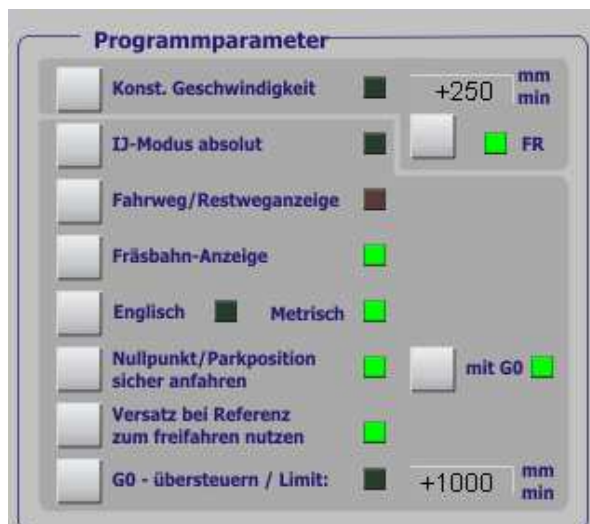 Programmparameter
Konst. Geschwindigkeit
+250 mm min
IJ-Modus absolut
FR
Fahrweg/Restweganzeige
Fräsbahn-Anzeige
Englisch
Metrisch
Nullpunkt/Parkposition
sicher anfahren
mit G0
Versatz bei Referenz
zum freifahren nutzen
G0 - übersteuern / Limit:
+1000 mm min